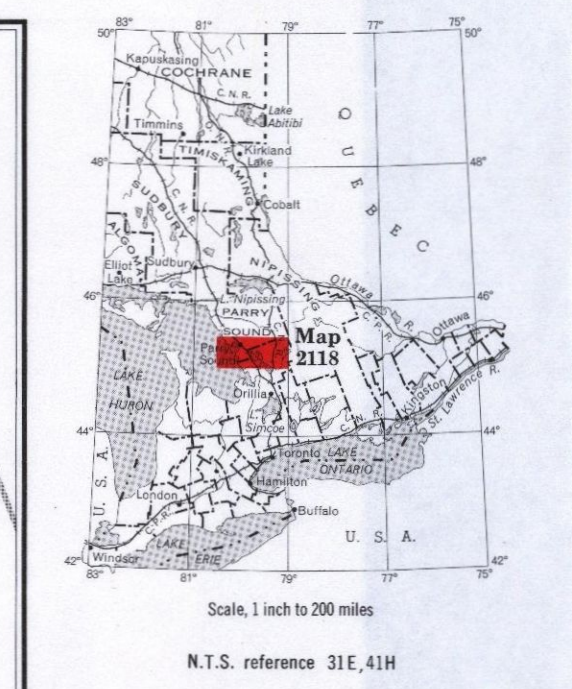 83° 81° 79° 77° 75°
50° 50°
Kapuskasing
COCHRANE
C. N. R.
Lake
Abitibi
Timmins
C. N. R.
TIMISKAMING
Kirkland
Lake
48° 48°
QUEBEC
SUDBURY
C. N. R.
Cobalt
ALGOMA
Elliot
Lake
Sudbury
NIPISSING
Ottawa R.
46° 46°
L. Nipissing
PARRY
SOUND
C. P. R.
Ottawa
Parry
Sound
Map
2118
LAKE
HURON
Orillia
Simcoe
Kingston
St. Lawrence R.
C. N. R.
44° 44°
Toronto
LAKE
ONTARIO
U. S. A.
Hamilton
London
C.P.R.
Buffalo
U. S. A.
LAKE
ERIE
Windsor
42° 42°
83° 81° 79° 75°
Scale, 1 inch to 200 miles
N.T.S. reference 31E, 41H